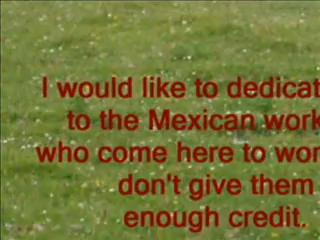 I would like to dedicat
to the Mexican work
who come here to wor
don't give them
enough credit.